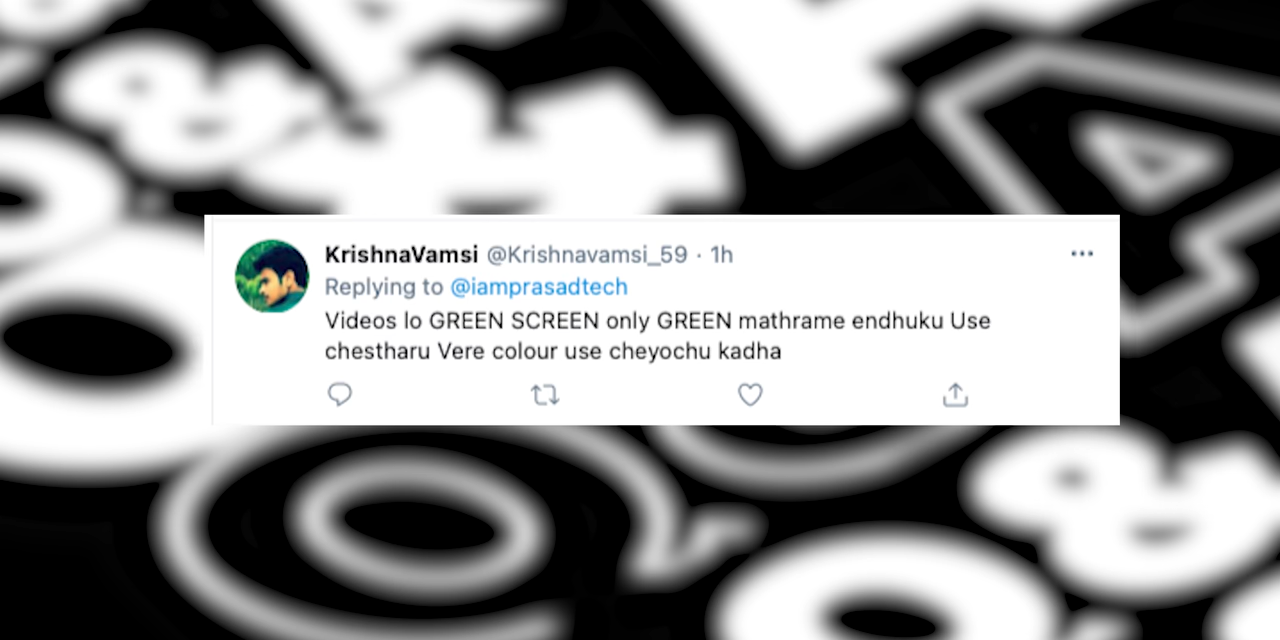 KrishnaVamsi @Krishnavamsi_59 · 1h
Replying to @iamprasadtech
Videos lo GREEN SCREEN only GREEN mathrame endhuku Use
chestharu Vere colour use cheyochu kadha